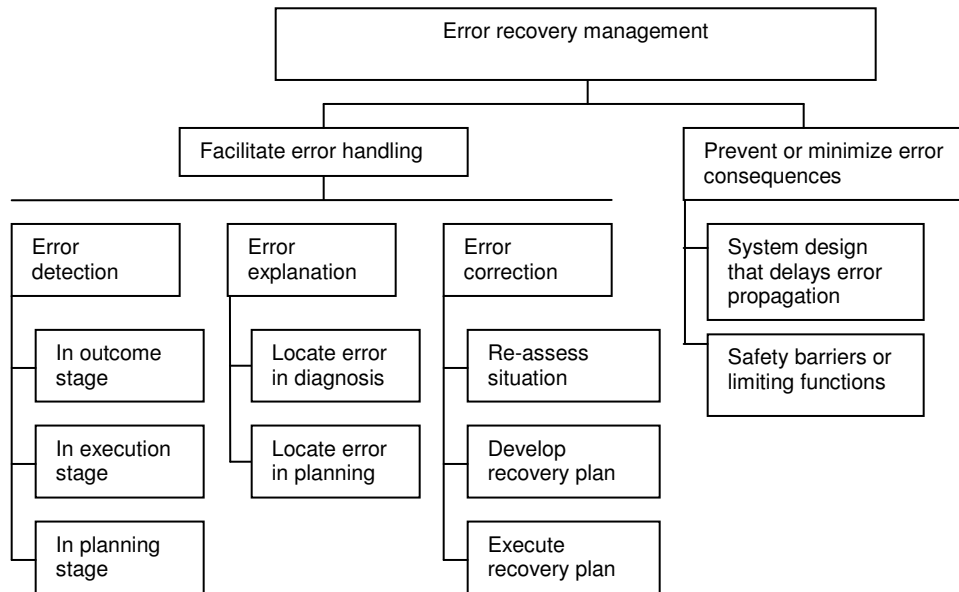 Error recovery management
Facilitate error handling
Prevent or minimize error
consequences
Error
detection
Error
explanation
Error
correction
System design
that delays error
propagation
In outcome
stage
Locate error
in diagnosis
Re-assess
situation
Safety barriers or
limiting functions
In execution
stage
Locate error
in planning
Develop
recovery plan
In planning
stage
Execute
recovery plan